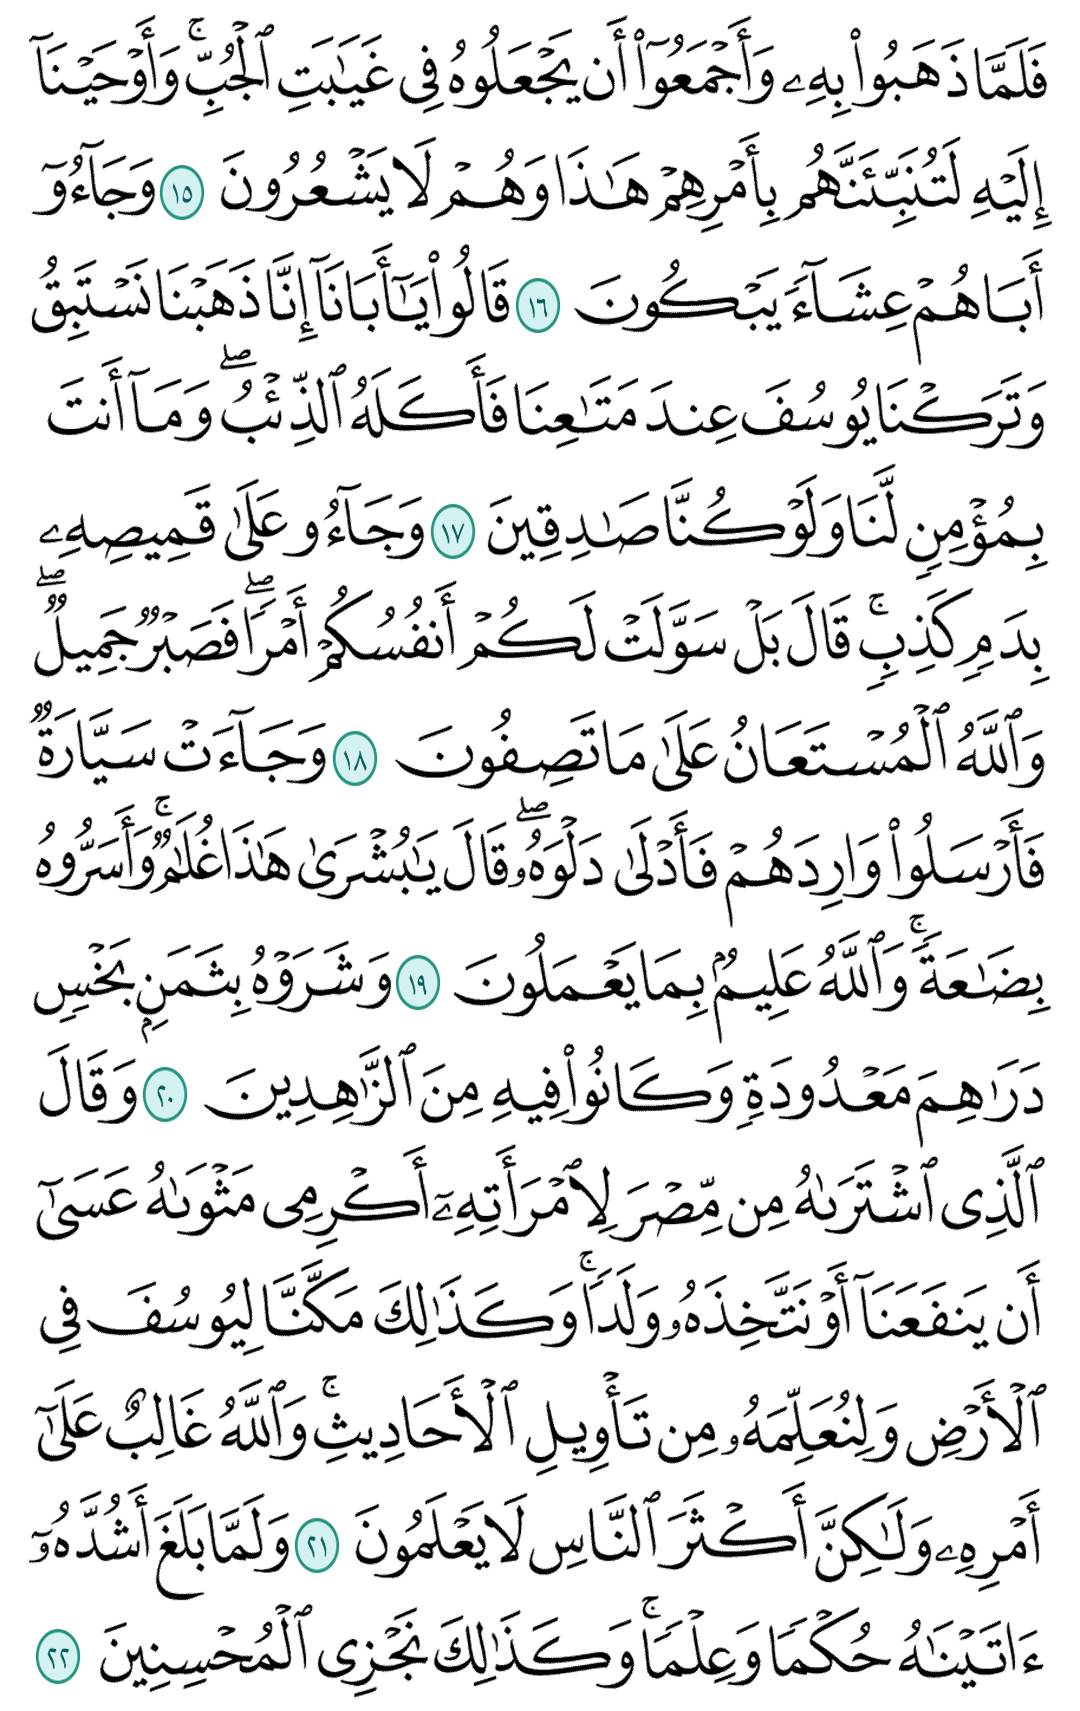 فَلَمَّا ذَهَبُوا۟ بِهِۦ وَأَجْمَعُوٓا۟ أَن يَجْعَلُوهُ فِى غَيَـٰبَتِ ٱلْجُبِّ ۚ وَأَوْحَيْنَآ
إِلَيْهِ لَتُنَبِّئَنَّهُم بِأَمْرِهِمْ هَـٰذَا وَهُمْ لَا يَشْعُرُونَ ١٥ وَجَآءُوٓ
أَبَاهُمْ عِشَآءً يَبْكُونَ ١٦ قَالُوا۟ يَـٰٓأَبَانَآ إِنَّا ذَهَبْنَا نَسْتَبِقُ
وَتَرَكْنَا يُوسُفَ عِندَ مَتَـٰعِنَا فَأَكَلَهُ ٱلذِّئْبُ ۖ وَمَآ أَنتَ
بِمُؤْمِنٍ لَّنَا وَلَوْ كُنَّا صَـٰدِقِينَ ١٧ وَجَآءُو عَلَىٰ قَمِيصِهِۦ
بِدَمٍ كَذِبٍ ۚ قَالَ بَلْ سَوَّلَتْ لَكُمْ أَنفُسُكُمْ أَمْرًا ۖ فَصَبْرٌ جَمِيلٌ ۖ
وَٱللَّهُ ٱلْمُسْتَعَانُ عَلَىٰ مَا تَصِفُونَ ١٨ وَجَآءَتْ سَيَّارَةٌ
فَأَرْسَلُوا۟ وَارِدَهُمْ فَأَدْلَىٰ دَلْوَهُۥ ۖ قَالَ يَـٰبُشْرَىٰ هَـٰذَا غُلَـٰمٌ ۚ وَأَسَرُّوهُ
بِضَـٰعَةً ۚ وَٱللَّهُ عَلِيمٌۢ بِمَا يَعْمَلُونَ ١٩ وَشَرَوْهُ بِثَمَنٍۭ بَخْسٍ
دَرَٰهِمَ مَعْدُودَةٍ وَكَانُوا۟ فِيهِ مِنَ ٱلزَّٰهِدِينَ ٢٠ وَقَالَ
ٱلَّذِى ٱشْتَرَىٰهُ مِن مِّصْرَ لِٱمْرَأَتِهِۦٓ أَكْرِمِى مَثْوَىٰهُ عَسَىٰٓ
أَن يَنفَعَنَآ أَوْ نَتَّخِذَهُۥ وَلَدًا ۚ وَكَذَٰلِكَ مَكَّنَّا لِيُوسُفَ فِى
ٱلْأَرْضِ وَلِنُعَلِّمَهُۥ مِن تَأْوِيلِ ٱلْأَحَادِيثِ ۚ وَٱللَّهُ غَالِبٌ عَلَىٰٓ
أَمْرِهِۦ وَلَـٰكِنَّ أَكْثَرَ ٱلنَّاسِ لَا يَعْلَمُونَ ٢١ وَلَمَّا بَلَغَ أَشُدَّهُۥٓ
ءَاتَيْنَـٰهُ حُكْمًا وَعِلْمًا ۚ وَكَذَٰلِكَ نَجْزِى ٱلْمُحْسِنِينَ ٢٢